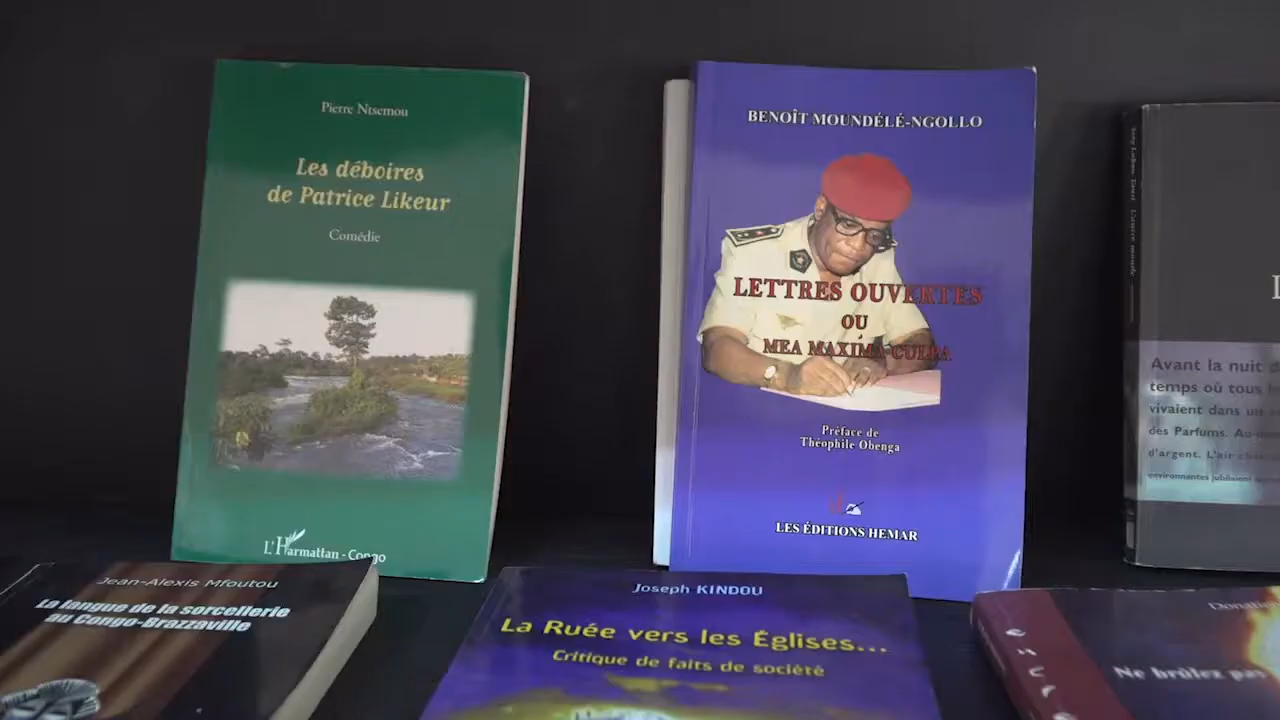 Pierre Ntsemou
Les déboires
de Patrice Likeur
Comédie
L'Harmattan - Congo
BENOÎT MOUNDÉLÉ-NGOLLO
LETTRES OUVERTES
OU
MEA MAXIMA CULPA
Préface de
Théophile Obenga
LES ÉDITIONS HEMAR
Avant la nuit
temps où tous
vivaient dans un
des Parfums.
d'argent. L'air
environnantes jubilaient
Jean-Alexis Mfoutou
La langue de la sorcellerie
au Congo-Brazzaville
Joseph KINDOU
La Ruée vers les Églises...
Critique de faits de société
Ne brûlez pas